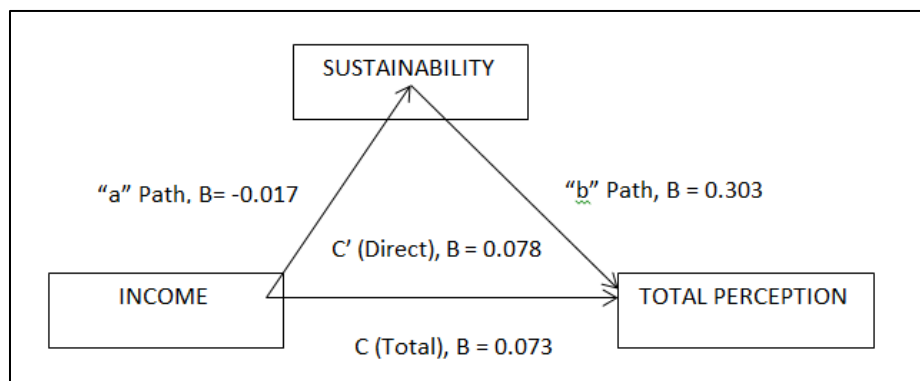 SUSTAINABILITY
“a” Path, B= -0.017
“b” Path, B = 0.303
C’ (Direct), B = 0.078
INCOME
TOTAL PERCEPTION
C (Total), B = 0.073